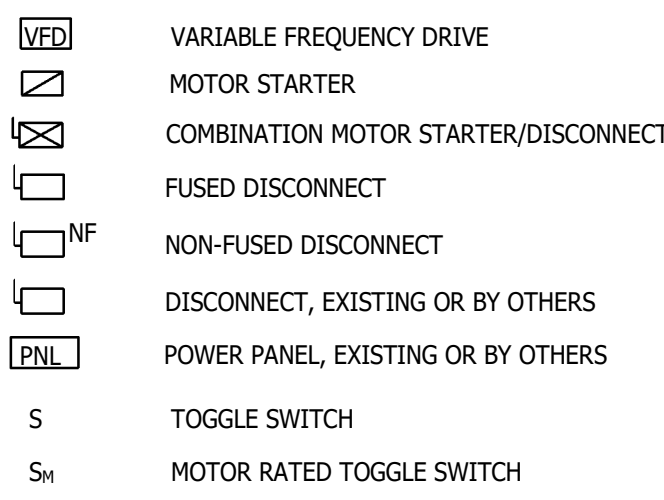 VFD VARIABLE FREQUENCY DRIVE
MOTOR STARTER
COMBINATION MOTOR STARTER/DISCONNECT
FUSED DISCONNECT
NF NON-FUSED DISCONNECT
DISCONNECT, EXISTING OR BY OTHERS
PNL POWER PANEL, EXISTING OR BY OTHERS
S TOGGLE SWITCH
SM MOTOR RATED TOGGLE SWITCH